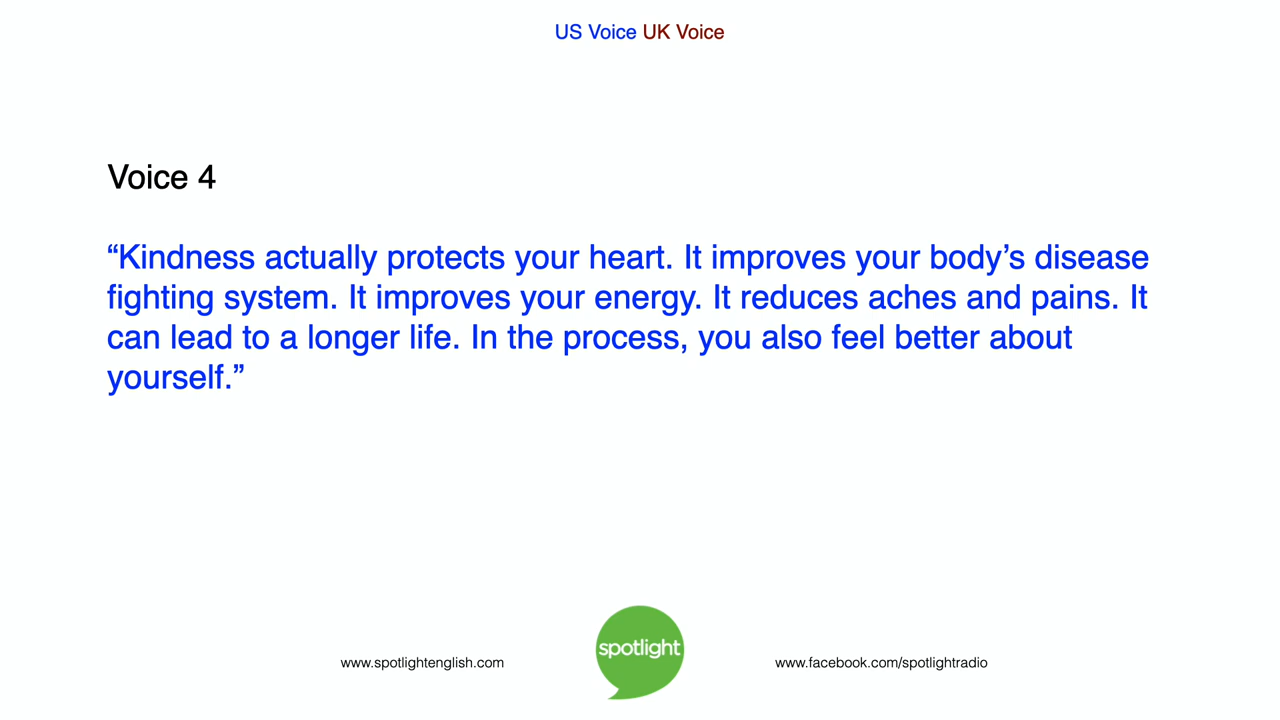 US Voice UK Voice
Voice 4
“Kindness actually protects your heart. It improves your body’s disease
fighting system. It improves your energy. It reduces aches and pains. It
can lead to a longer life. In the process, you also feel better about
yourself.”
spotlight
www.spotlightenglish.com
www.facebook.com/spotlightradio